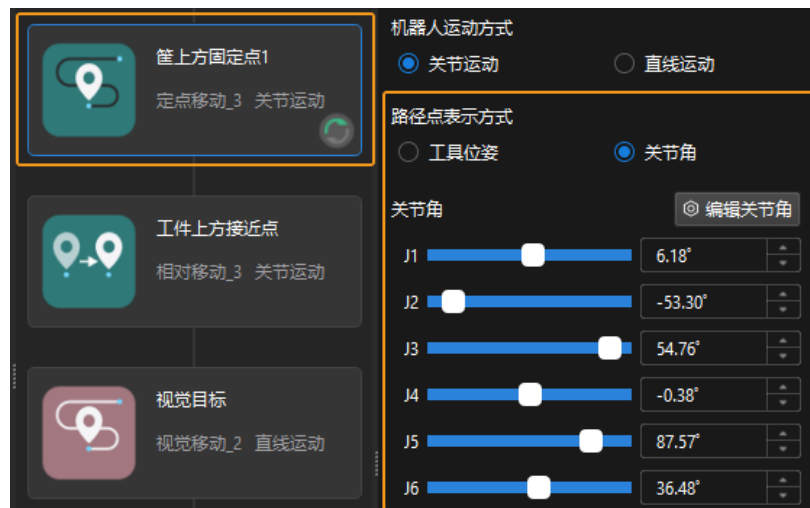 筐上方固定点1
定点移动_3 关节运动
工件上方接近点
相对移动_3 关节运动
视觉目标
视觉移动_2 直线运动
机器人运动方式
关节运动 直线运动
路径点表示方式
工具位姿 关节角
关节角 编辑关节角
J1 6.18°
J2 -53.30°
J3 54.76°
J4 -0.38°
J5 87.57°
J6 36.48°